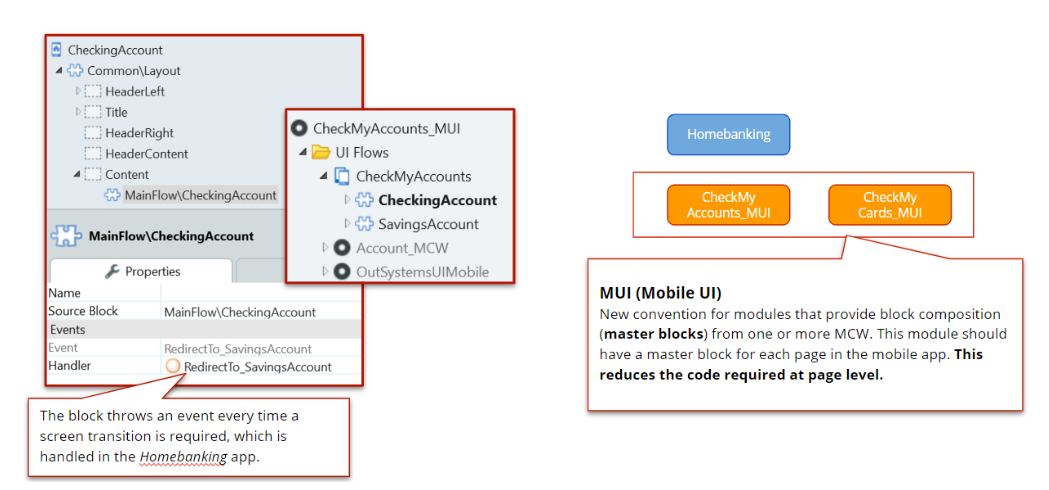 CheckingAccount
Common\Layout
HeaderLeft
Title
HeaderRight
HeaderContent
Content
MainFlow\CheckingAccount
MainFlow\CheckingAccount
Properties
Name
Source Block MainFlow\CheckingAccount
Events
Event RedirectTo_SavingsAccount
Handler RedirectTo_SavingsAccount
The block throws an event every time a
screen transition is required, which is
handled in the Homebanking app.
CheckMyAccounts_MUI
UI Flows
CheckMyAccounts
CheckingAccount
SavingsAccount
Account_MCW
OutSystemsUIMobile
Homebanking
CheckMy
Accounts_MUI
CheckMy
Cards_MUI
MUI (Mobile UI)
New convention for modules that provide block composition
(master blocks) from one or more MCW. This module should
have a master block for each page in the mobile app. This
reduces the code required at page level.